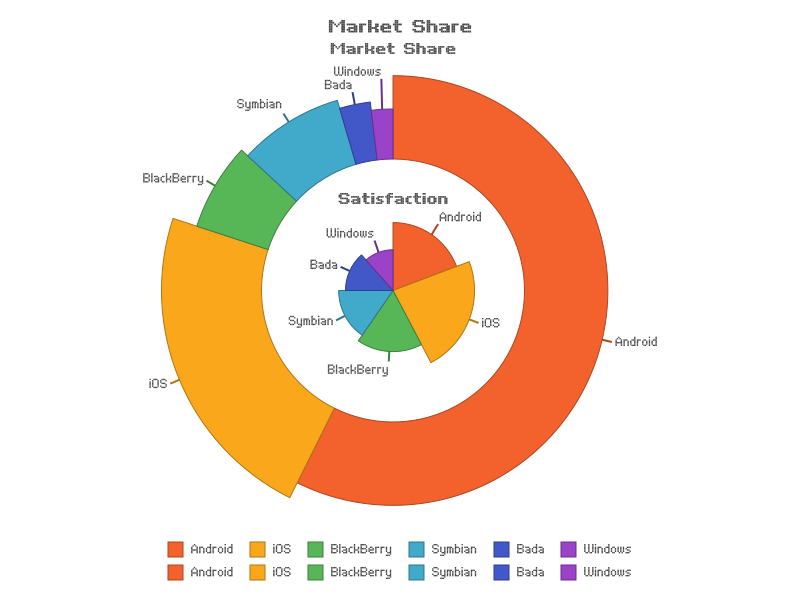 Market Share
Market Share
Windows
Bada
Symbian
BlackBerry
Satisfaction
Android
Windows
Bada
Symbian
iOS
Android
BlackBerry
iOS
Android iOS BlackBerry Symbian Bada Windows
Android iOS BlackBerry Symbian Bada Windows